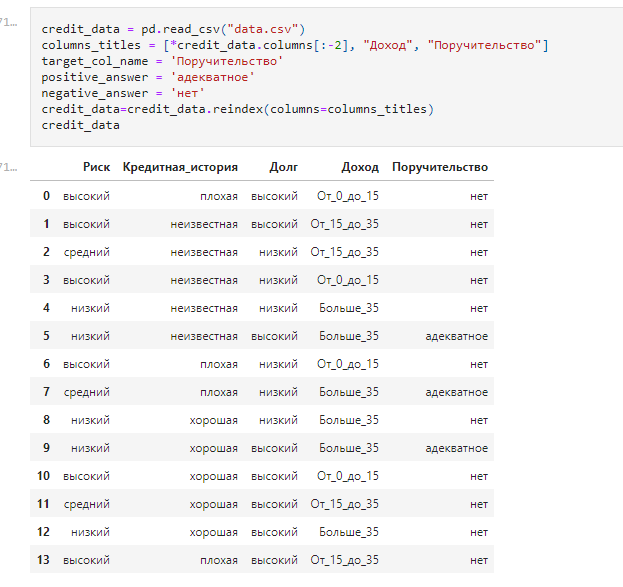 71...
credit_data = pd.read_csv("data.csv")
columns_titles = [*credit_data.columns[:-2], "Доход", "Поручительство"]
target_col_name = 'Поручительство'
positive_answer = 'адекватное'
negative_answer = 'нет'
credit_data=credit_data.reindex(columns=columns_titles)
credit_data
71...
Риск Кредитная_история Долг Доход Поручительство
0 высокий плохая высокий От_0_до_15 нет
1 высокий неизвестная высокий От_15_до_35 нет
2 средний неизвестная низкий От_15_до_35 нет
3 высокий неизвестная низкий От_0_до_15 нет
4 низкий неизвестная низкий Больше_35 нет
5 низкий неизвестная высокий Больше_35 адекватное
6 высокий плохая низкий От_0_до_15 нет
7 средний плохая низкий Больше_35 адекватное
8 низкий хорошая низкий Больше_35 нет
9 низкий хорошая высокий Больше_35 адекватное
10 высокий хорошая высокий От_0_до_15 нет
11 средний хорошая высокий От_15_до_35 нет
12 низкий хорошая высокий Больше_35 нет
13 высокий плохая высокий От_15_до_35 нет